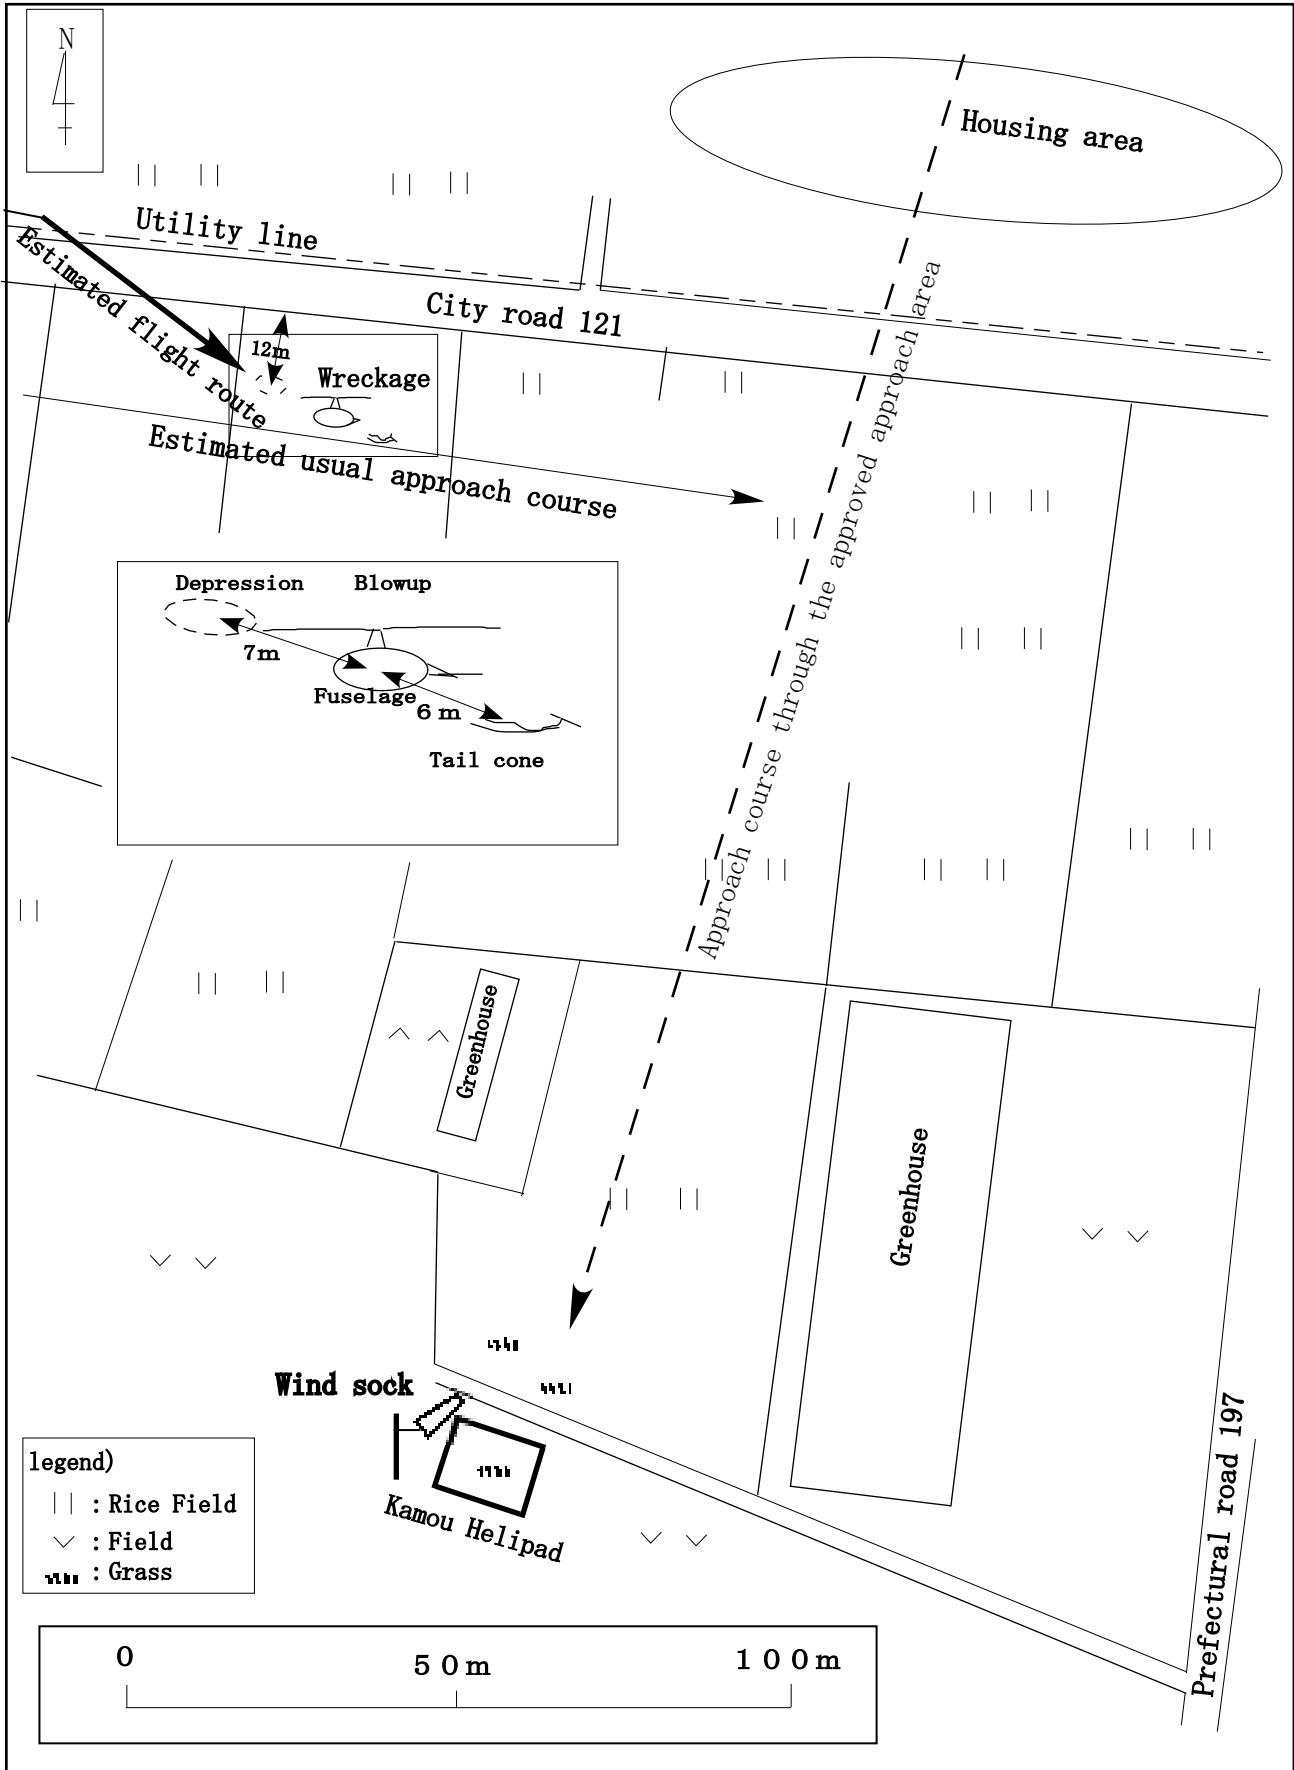 N
Housing area
Utility line
Estimated flight route
City road 121
12m
Wreckage
Estimated usual approach course
Approach course through the approved approach area
Depression
Blowup
7m
Fuselage
6m
Tail cone
Greenhouse
Greenhouse
Wind sock
Kamou Helipad
Prefectural road 197
legend)
: Rice Field
: Field
: Grass
0
50m
100m